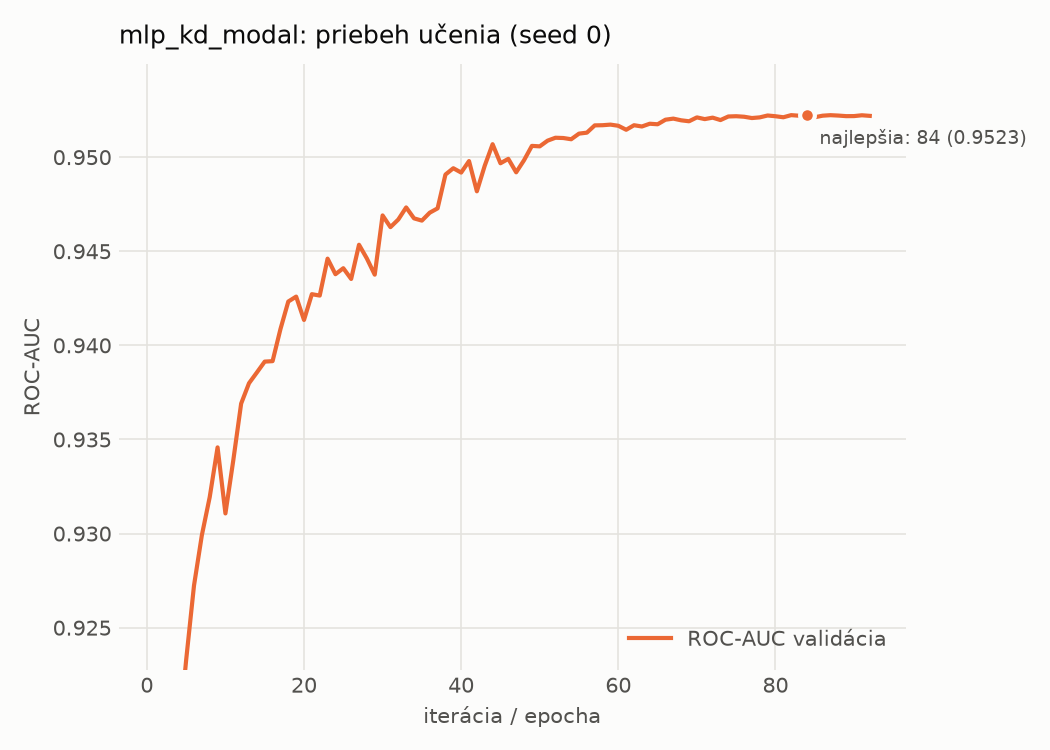 mlp_kd_modal: priebeh učenia (seed 0)
najlepšia: 84 (0.9523)
0.950
0.945
0.940
0.935
0.930
0.925
ROC-AUC
ROC-AUC validácia
0 20 40 60 80
iterácia / epocha